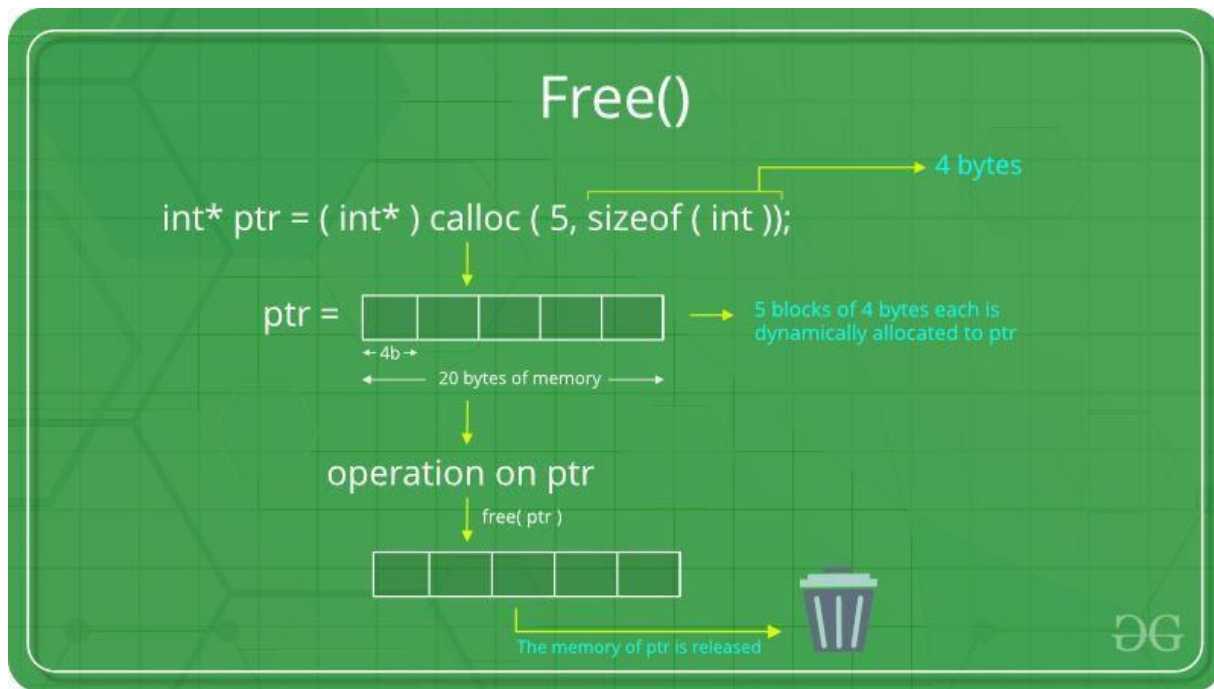 Free()
4 bytes
int* ptr = ( int* ) calloc ( 5, sizeof ( int ));
ptr =
5 blocks of 4 bytes each is
dynamically allocated to ptr
4b
20 bytes of memory
operation on ptr
free( ptr )
The memory of ptr is released
GG